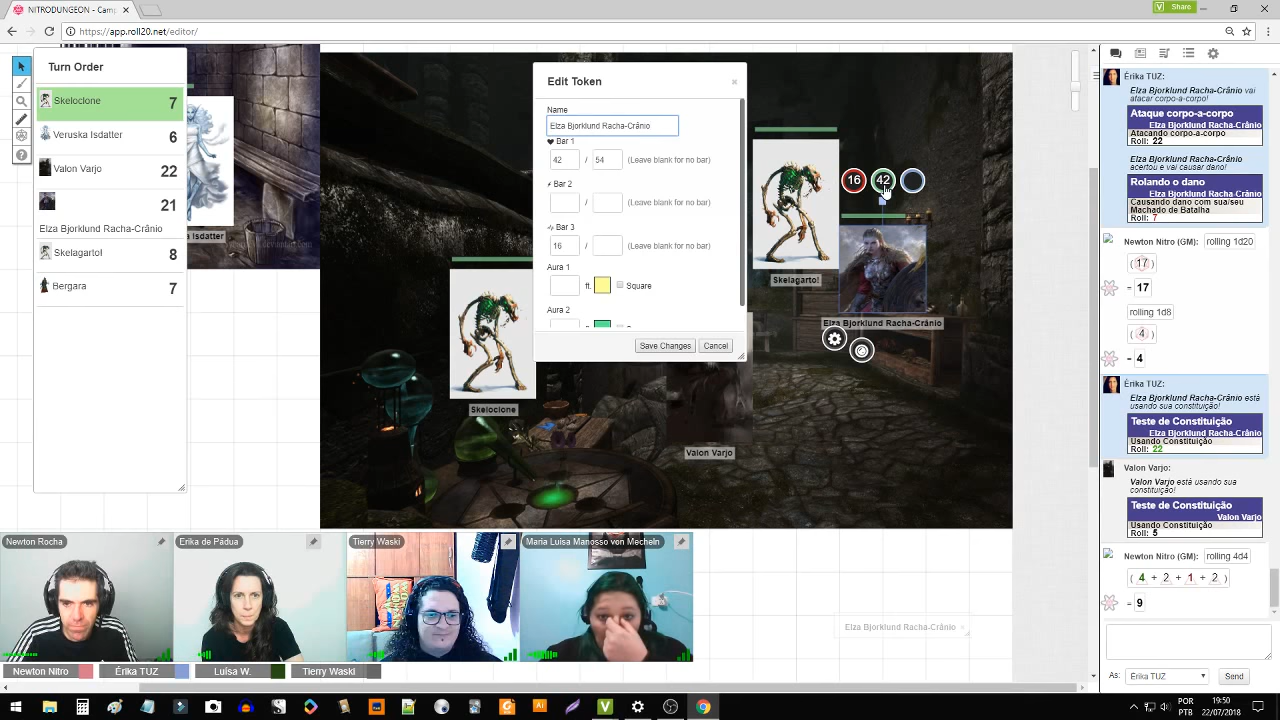 NITRODUNGEON - Camp
Show V
https://app.roll20.net/editor/
Turn Order
Skeloclone 7
Veruska Isdatter 6
Valon Varjo 22
21
Elza Bjorklund Racha-Crânio
Skelagarto! 8
Bergara 7
a Isdatter
Edit Token
Name
Elza Bjorklund Racha-Crânio
Bar 1
42 / 54 (Leave blank for no bar)
Bar 2
/ (Leave blank for no bar)
Bar 3
16 / (Leave blank for no bar)
Aura 1
ft. Square
Aura 2
Save Changes Cancel
16 42
Skelagarto!
Elza Bjorklund Racha-Crânio
Skeloclone
Valon Varjo
Elza Bjorklund Racha-Crânio
Érika TUZ:
Elza Bjorklund Racha-Crânio vai
atacar corpo-a-corpo!
Ataque corpo-a-corpo
Elza Bjorklund Racha-Crânio
Atacando corpo-a-corpo
Roll: 22
Elza Bjorklund Racha-Crânio
acertou e vai causar dano!
Rolando o dano
Elza Bjorklund Racha-Crânio
Causando dano com sua/seu
Machado de Batalha
Roll: 7
Newton Nitro (GM): rolling 1d20
(17)
= 17
rolling 1d8
(4)
= 4
Érika TUZ:
Elza Bjorklund Racha-Crânio está
usando sua constituição!
Teste de
Constituição
Elza Bjorklund Racha-Crânio
Usando Constituição
Roll: 22
Valon Varjo:
Valon Varjo está usando sua
constituição!
Teste de
Constituição
Valon Varjo
Usando Constituição
Roll: 5
Newton Nitro (GM): rolling 4d4
(4 + 2 + 1 + 2)
= 9
As: Érika TUZ Send
Newton Rocha
Erika de Pádua
Tierry Waski
Maria Luísa Manosso von Mecheln
Newton Nitro Érika TUZ Luísa W. Tierry Waski
POR
PTB
19:50
22/07/2018